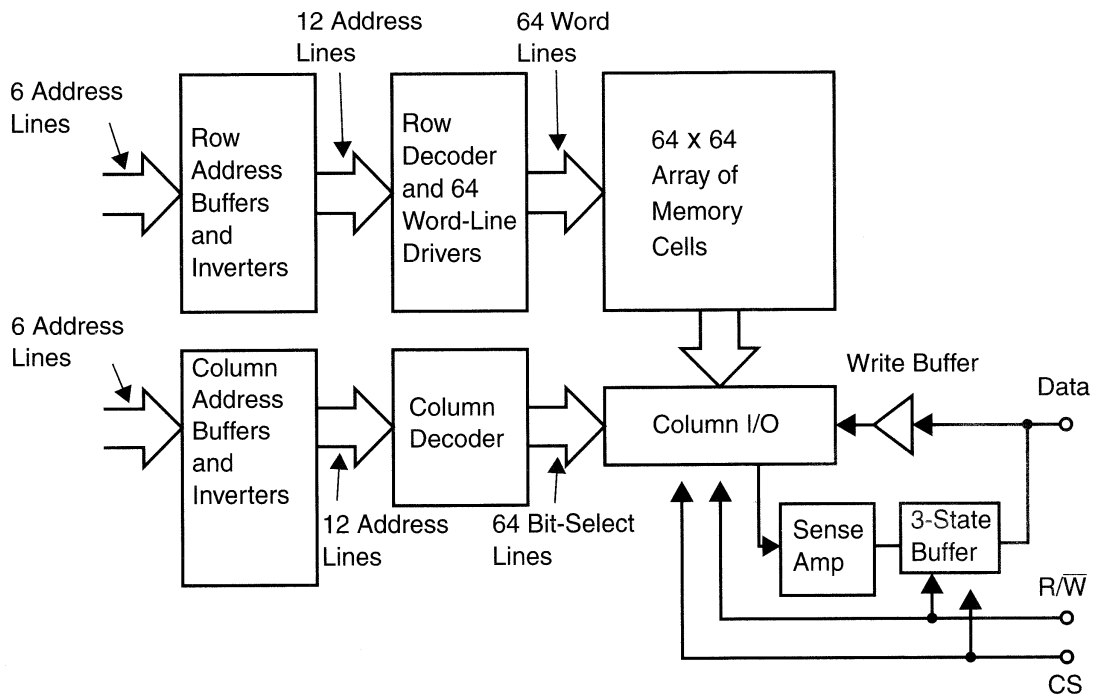 12 Address
Lines
64 Word
Lines
6 Address
Lines
Row
Address
Buffers
and
Inverters
Row
Decoder
and 64
Word-Line
Drivers
64 x 64
Array of
Memory
Cells
6 Address
Lines
Column
Address
Buffers
and
Inverters
Column
Decoder
Column I/O
Write Buffer
Data
12 Address
Lines
64 Bit-Select
Lines
Sense
Amp
3-State
Buffer
R/W̅
CS